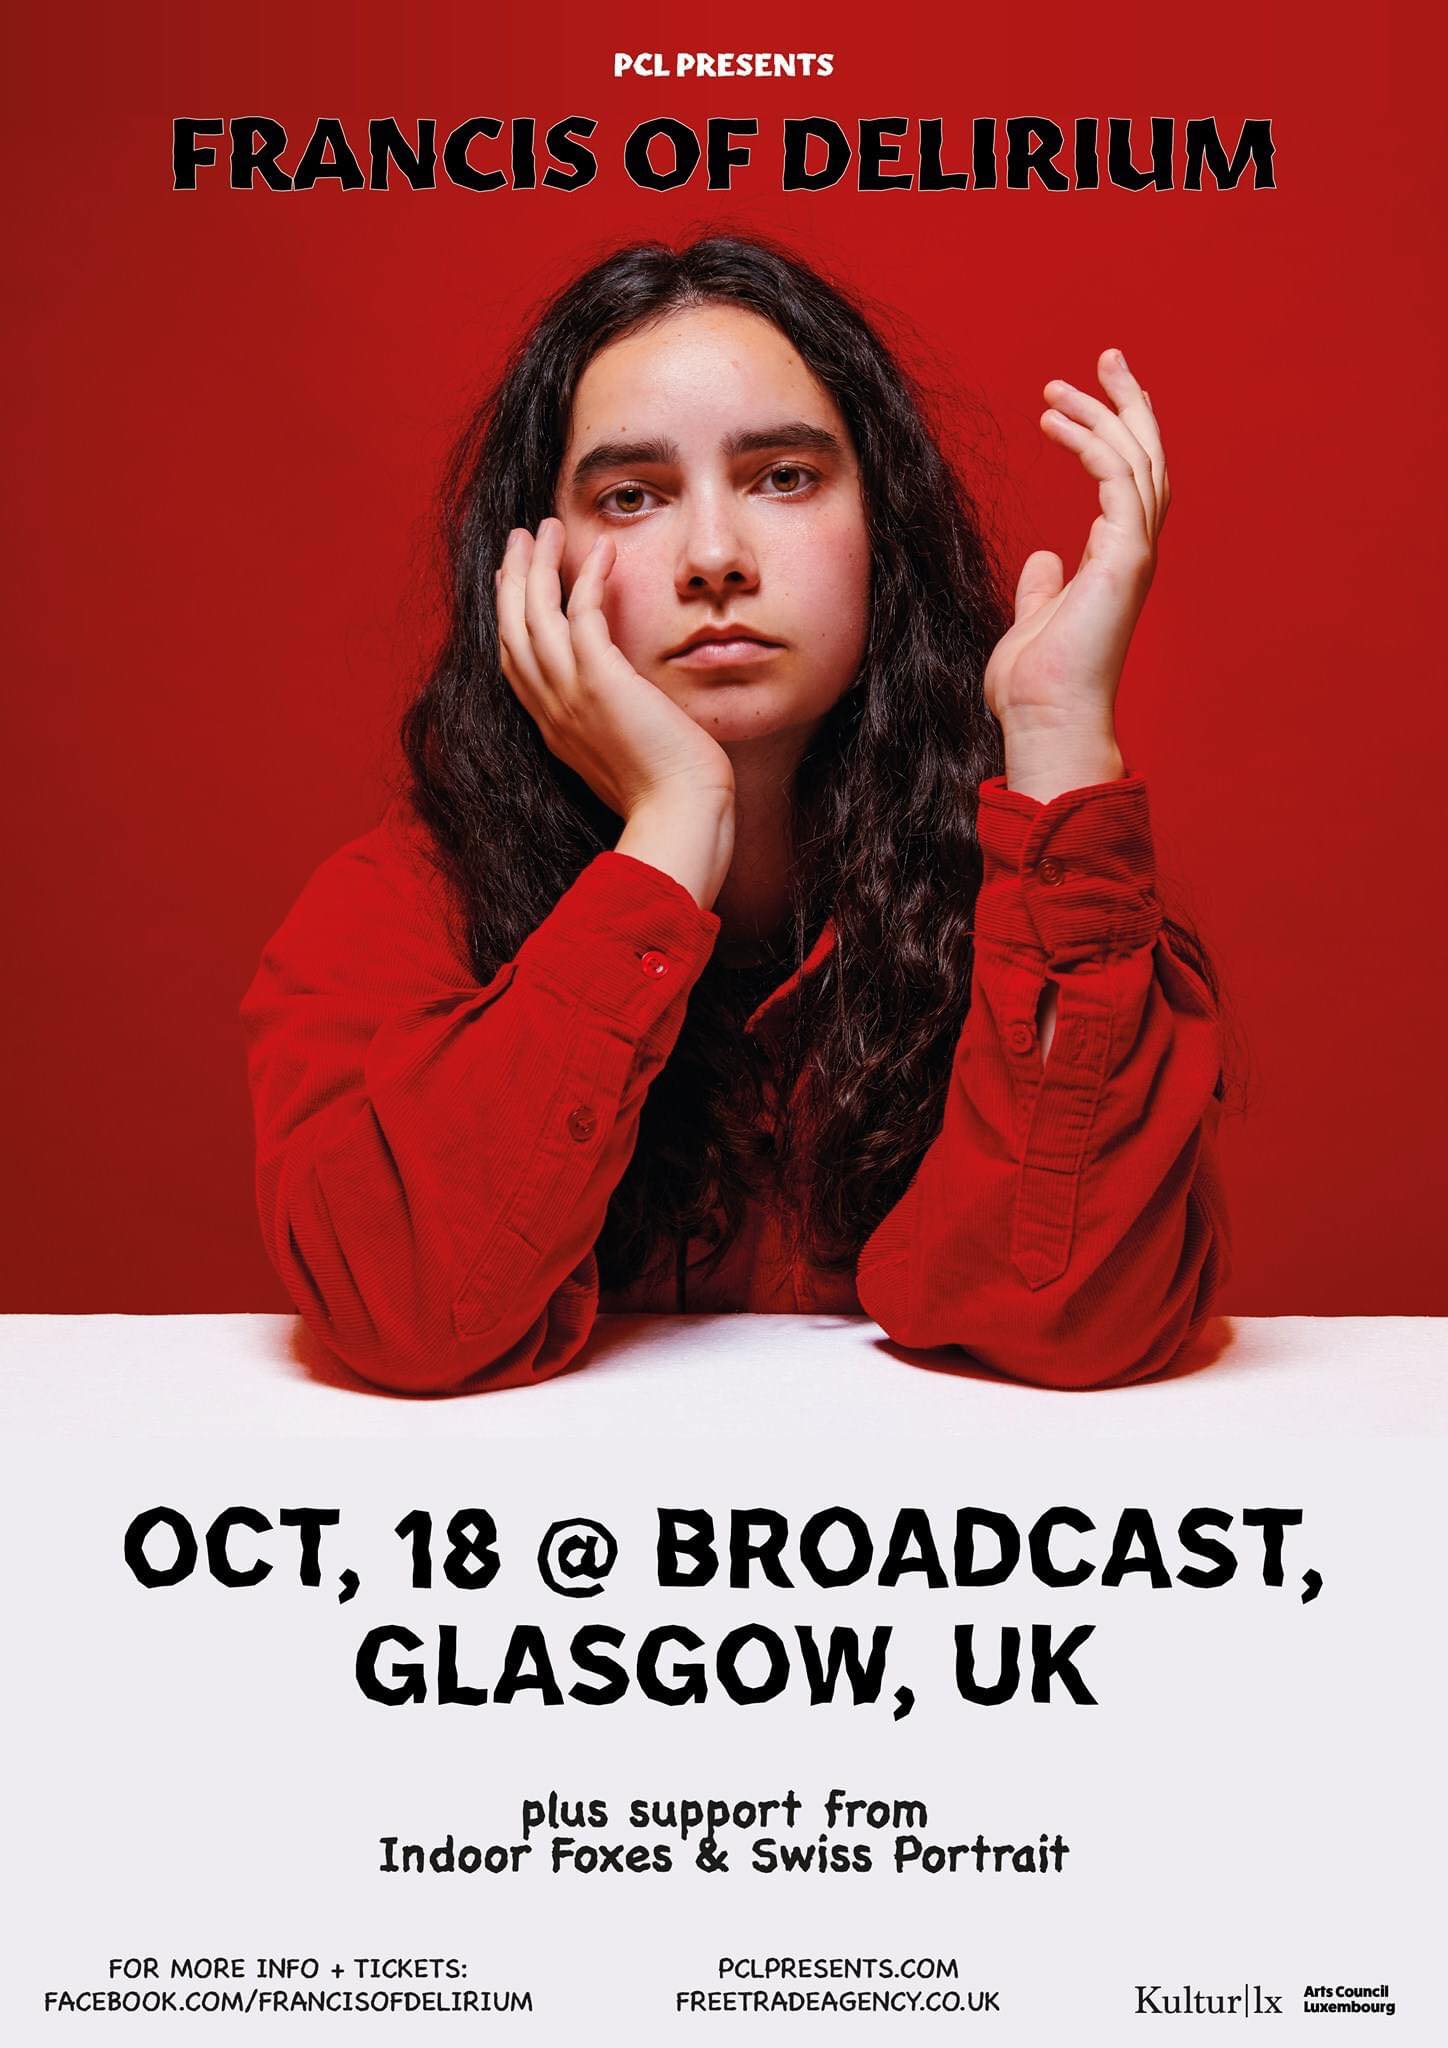 PCL PRESENTS
FRANCIS OF DELIRIUM
OCT, 18 @ BROADCAST,
GLASGOW, UK
plus support from
Indoor Foxes & Swiss Portrait
FOR MORE INFO + TICKETS:
FACEBOOK.COM/FRANCISOFDELIRIUM
PCLPRESENTS.COM
FREETRADEAGENCY.CO.UK
Kultur|lx
Arts Council
Luxembourg